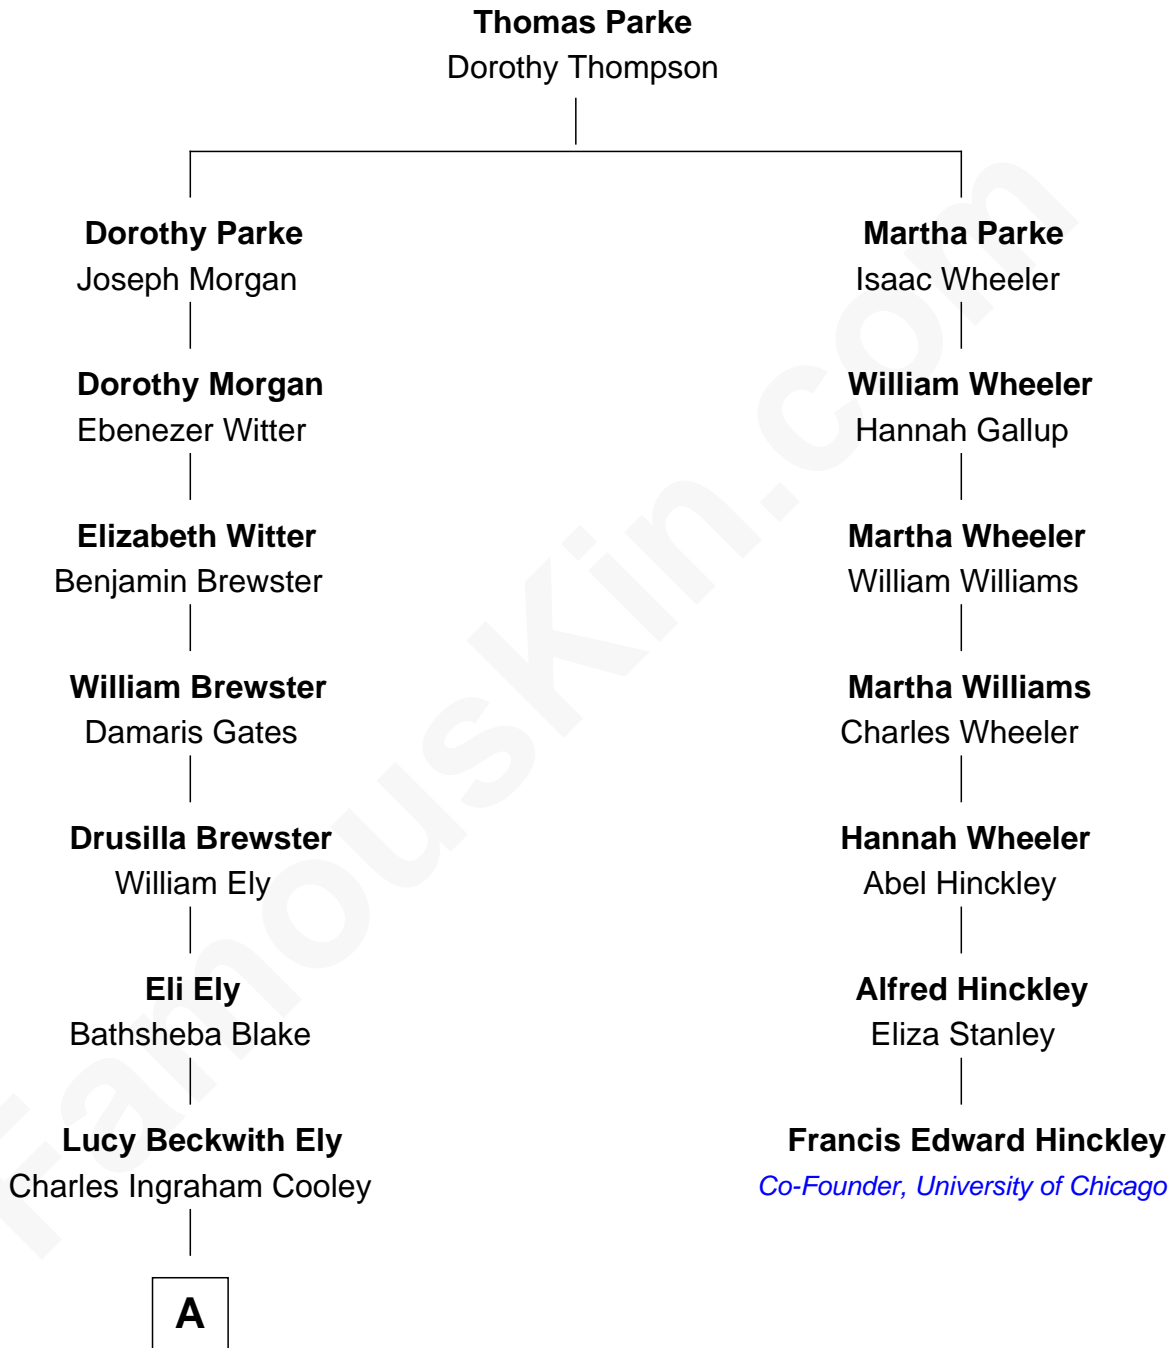 Thomas Parke
Dorothy Thompson
Dorothy Parke
Joseph Morgan
Martha Parke
Isaac Wheeler
Dorothy Morgan
Ebenezer Witter
William Wheeler
Hannah Gallup
Elizabeth Witter
Benjamin Brewster
Martha Wheeler
William Williams
William Brewster
Damaris Gates
Martha Williams
Charles Wheeler
Drusilla Brewster
William Ely
Hannah Wheeler
Abel Hinckley
Eli Ely
Bathsheba Blake
Alfred Hinckley
Eliza Stanley
Lucy Beckwith Ely
Charles Ingraham Cooley
Francis Edward Hinckley
Co-Founder, University of Chicago
A
FamousKin.com